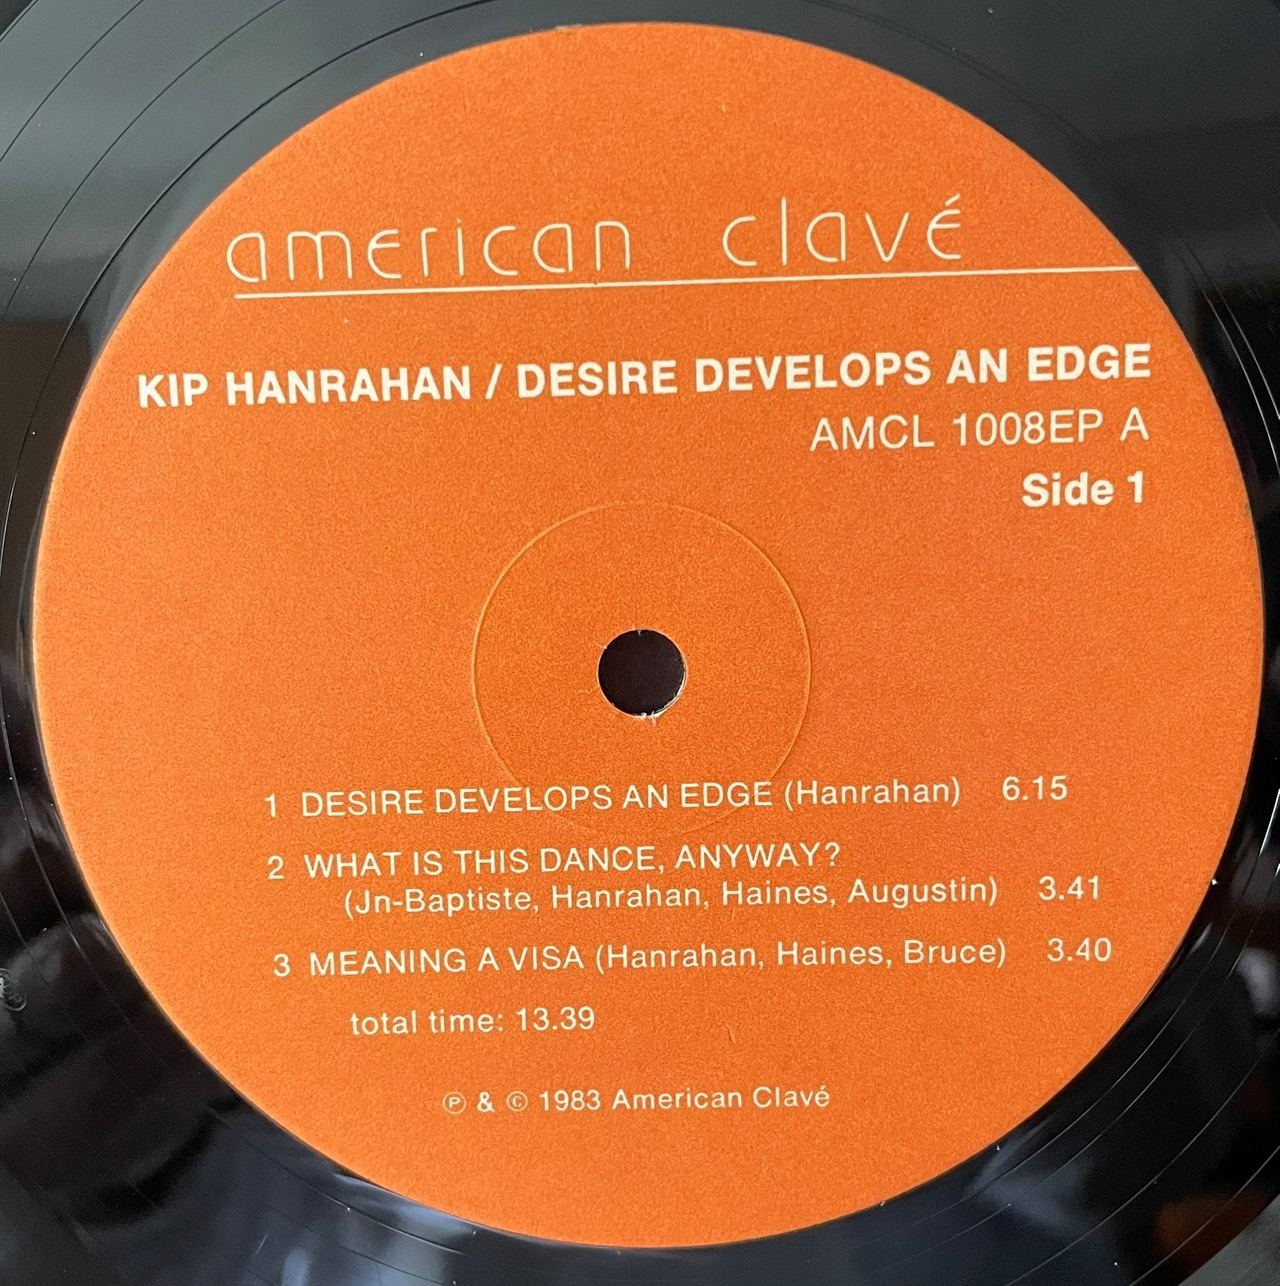 american clavé
KIP HANRAHAN / DESIRE DEVELOPS AN EDGE
AMCL 1008EP A
Side 1
1 DESIRE DEVELOPS AN EDGE (Hanrahan) 6.15
2 WHAT IS THIS DANCE, ANYWAY?
(Jn-Baptiste, Hanrahan, Haines, Augustin) 3.41
3 MEANING A VISA (Hanrahan, Haines, Bruce) 3.40
total time: 13.39
℗ & © 1983 American Clavé